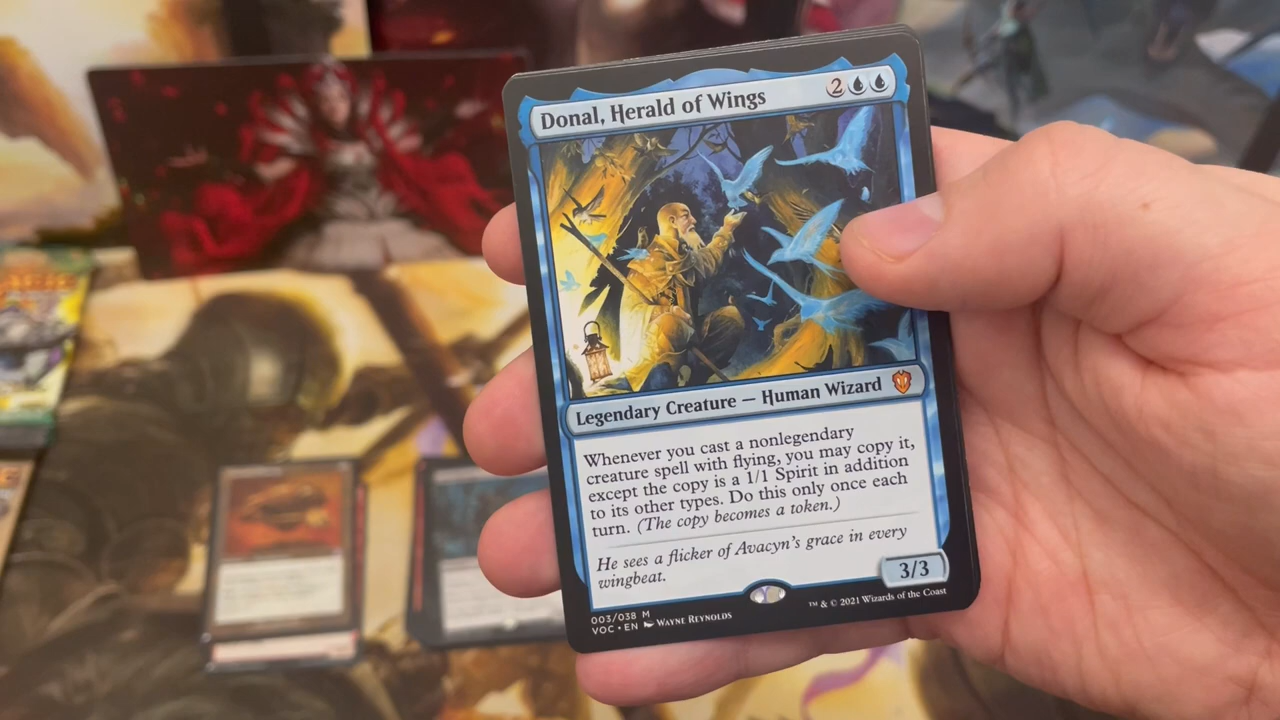 Donal, Herald of Wings
2
Legendary Creature — Human Wizard
Whenever you cast a nonlegendary
creature spell with flying, you may copy it,
except the copy is a 1/1 Spirit in addition
to its other types. Do this only once each
turn. (The copy becomes a token.)
He sees a flicker of Avacyn's grace in every
wingbeat.
3/3
003/038 M
VOC • EN Wayne Reynolds
™ & © 2021 Wizards of the Coast